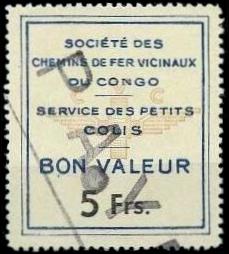 SOCIÉTÉ DES
CHEMINS DE FER VICINAUX
DU CONGO
SERVICE DES PETITS
COLIS
BON VALEUR
5 Frs.